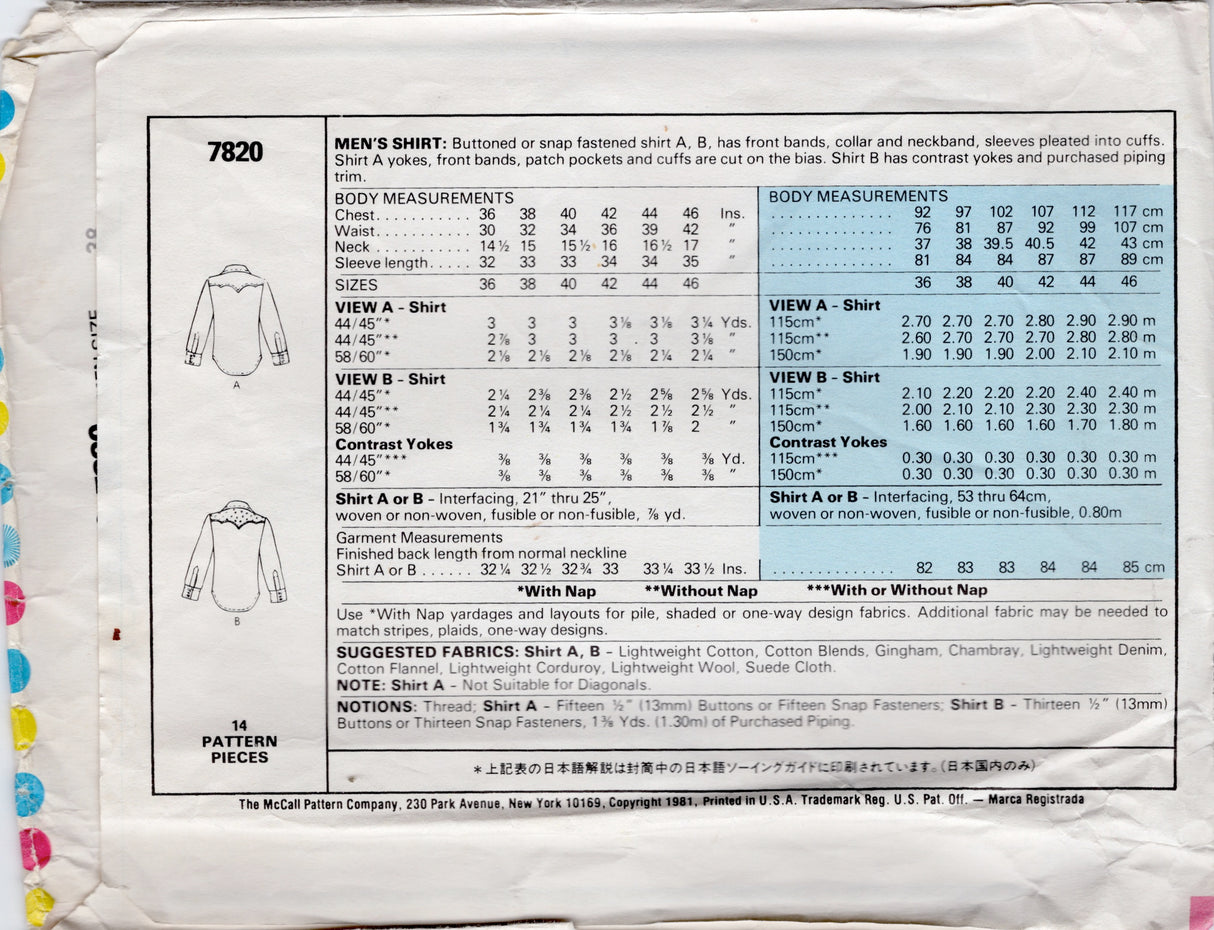 7820
MEN'S SHIRT: Buttoned or snap fastened shirt A, B, has front bands, collar and neckband, sleeves pleated into cuffs.
Shirt A yokes, front bands, patch pockets and cuffs are cut on the bias. Shirt B has contrast yokes and purchased piping
trim.
BODY MEASUREMENTS
Chest........... 36 38 40 42 44 46 Ins.
Waist........... 30 32 34 36 39 42 "
Neck ........... 14½ 15 15½ 16 16½ 17 "
Sleeve length..... 32 33 33 34 34 35 "
SIZES 36 38 40 42 44 46
VIEW A - Shirt
44/45"* 3 3 3 3⅛ 3⅛ 3¼ Yds.
44/45"** 2⅞ 3 3 3 3 3⅛ "
58/60"* 2⅛ 2⅛ 2⅛ 2⅛ 2¼ 2¼ "
VIEW B - Shirt
44/45"* 2¼ 2⅜ 2⅜ 2½ 2⅝ 2⅝ Yds.
44/45"** 2¼ 2¼ 2¼ 2½ 2½ 2½ "
58/60"* 1¾ 1¾ 1¾ 1¾ 1⅞ 2 "
Contrast Yokes
44/45"*** ⅜ ⅜ ⅜ ⅜ ⅜ ⅜ Yd.
58/60"* ⅜ ⅜ ⅜ ⅜ ⅜ ⅜ "
Shirt A or B - Interfacing, 21" thru 25",
woven or non-woven, fusible or non-fusible, ⅞ yd.
Garment Measurements
Finished back length from normal neckline
Shirt A or B ...... 32¼ 32½ 32¾ 33 33¼ 33½ Ins.
BODY MEASUREMENTS
.............. 92 97 102 107 112 117 cm
.............. 76 81 87 92 99 107 cm
.............. 37 38 39.5 40.5 42 43 cm
.............. 81 84 84 87 87 89 cm
36 38 40 42 44 46
VIEW A - Shirt
115cm* 2.70 2.70 2.70 2.80 2.90 2.90 m
115cm** 2.60 2.70 2.70 2.70 2.80 2.80 m
150cm* 1.90 1.90 1.90 2.00 2.10 2.10 m
VIEW B - Shirt
115cm* 2.10 2.20 2.20 2.20 2.40 2.40 m
115cm** 2.00 2.10 2.10 2.30 2.30 2.30 m
150cm* 1.60 1.60 1.60 1.60 1.70 1.80 m
Contrast Yokes
115cm*** 0.30 0.30 0.30 0.30 0.30 0.30 m
150cm* 0.30 0.30 0.30 0.30 0.30 0.30 m
Shirt A or B - Interfacing, 53 thru 64cm,
woven or non-woven, fusible or non-fusible, 0.80m
.............. 82 83 83 84 84 85 cm
*With Nap **Without Nap ***With or Without Nap
Use *With Nap yardages and layouts for pile, shaded or one-way design fabrics. Additional fabric may be needed to
match stripes, plaids, one-way designs.
SUGGESTED FABRICS: Shirt A, B - Lightweight Cotton, Cotton Blends, Gingham, Chambray, Lightweight Denim,
Cotton Flannel, Lightweight Corduroy, Lightweight Wool, Suede Cloth.
NOTE: Shirt A - Not Suitable for Diagonals.
NOTIONS: Thread; Shirt A - Fifteen ½" (13mm) Buttons or Fifteen Snap Fasteners; Shirt B - Thirteen ½" (13mm)
Buttons or Thirteen Snap Fasteners, 1⅜ Yds. (1.30m) of Purchased Piping.
A
B
14
PATTERN
PIECES
*上記表の日本語解説は封筒中の日本語ソーイングガイドに印刷されています。(日本国内のみ)
The McCall Pattern Company, 230 Park Avenue, New York 10169, Copyright 1981, Printed in U.S.A. Trademark Reg. U.S. Pat. Off. — Marca Registrada
38